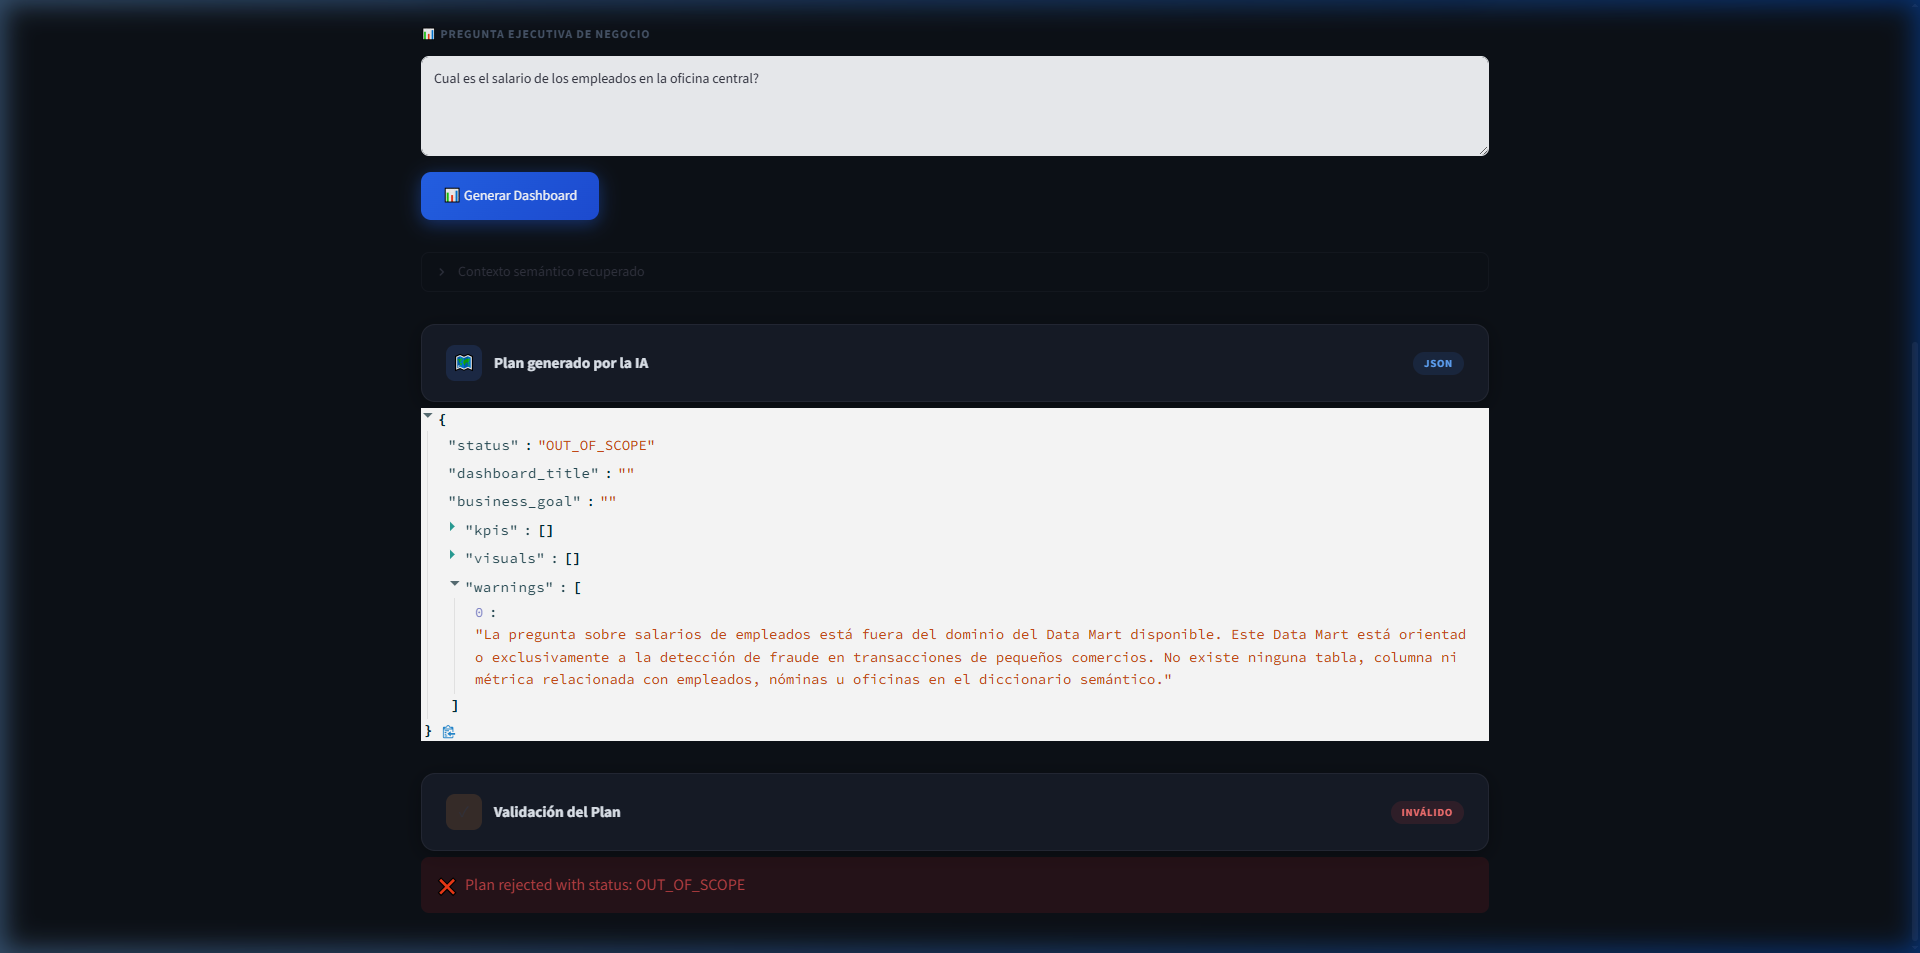 PREGUNTA EJECUTIVA DE NEGOCIO
Cual es el salario de los empleados en la oficina central?
Generar Dashboard
Contexto semántico recuperado
Plan generado por la IA
JSON
{
"status" : "OUT_OF_SCOPE"
"dashboard_title" : ""
"business_goal" : ""
"kpis" : []
"visuals" : []
"warnings" : [
0 :
"La pregunta sobre salarios de empleados está fuera del dominio del Data Mart disponible. Este Data Mart está orientad
o exclusivamente a la detección de fraude en transacciones de pequeños comercios. No existe ninguna tabla, columna ni
métrica relacionada con empleados, nóminas u oficinas en el diccionario semántico."
]
}
Validación del Plan
INVÁLIDO
Plan rejected with status: OUT_OF_SCOPE